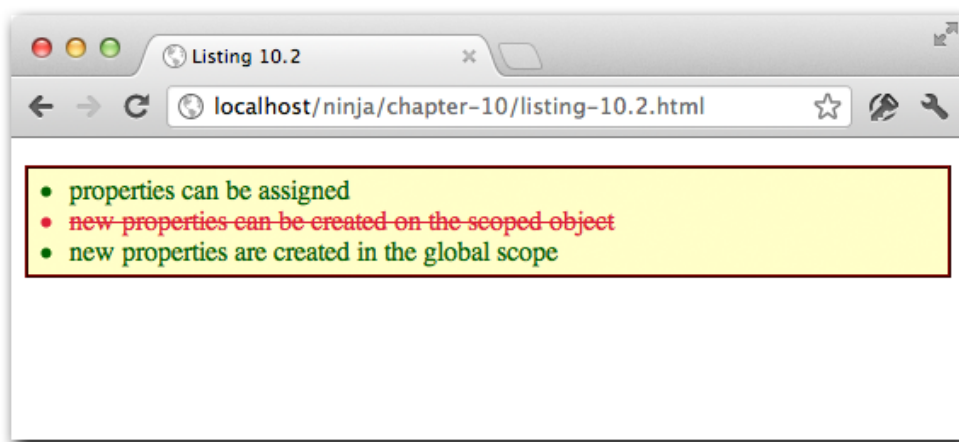 Listing 10.2
localhost/ninja/chapter-10/listing-10.2.html
properties can be assigned
new properties can be created on the scoped object
new properties are created in the global scope